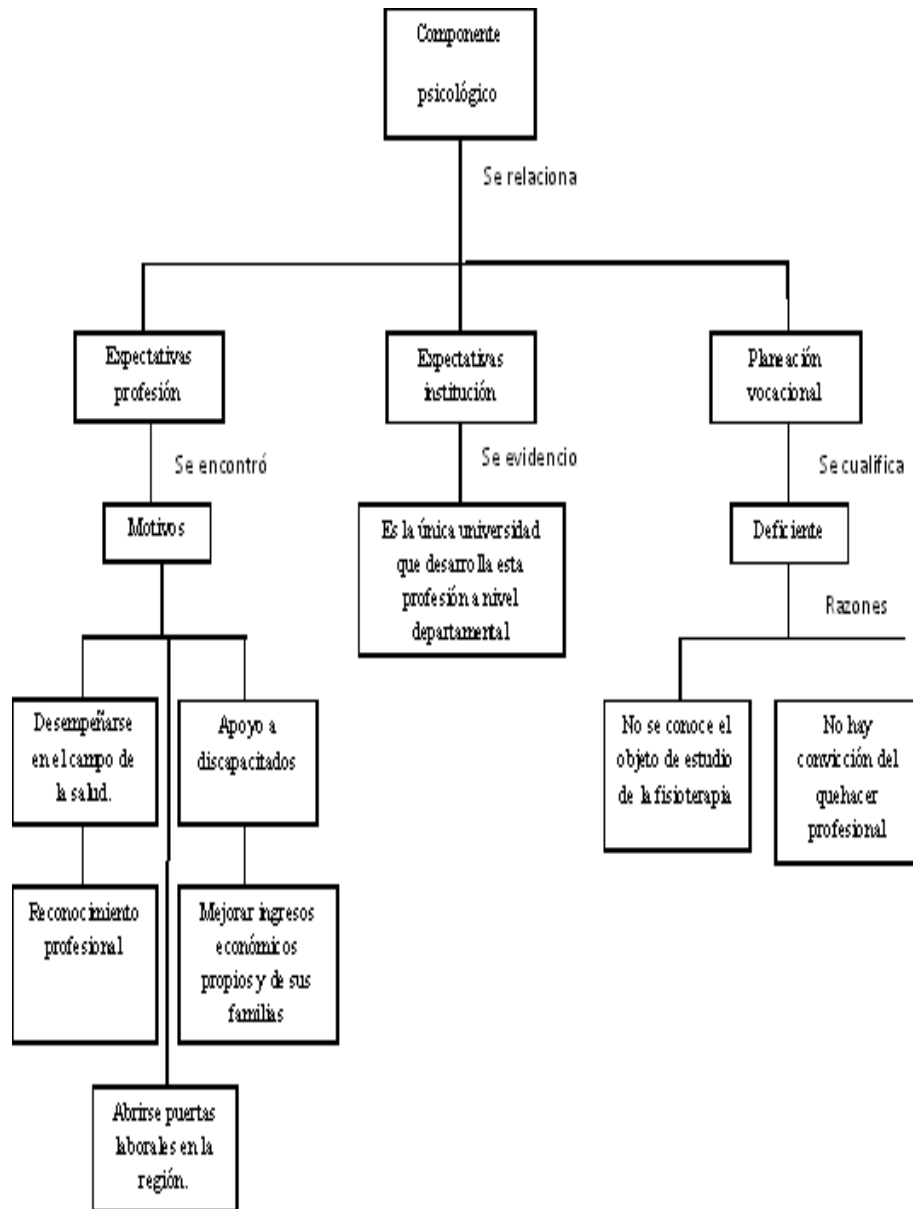 Componente
psicológico
Se relaciona
Expectativas
profesión
Expectativas
institución
Planeación
vocacional
Se encontró
Se evidencio
Se cualifica
Motivos
Es la única universidad
que desarrolla esta
profesión a nivel
departamental
Deficiente
Razones
Desempeñarse
en el campo de
la salud.
Apoyo a
discapacitados
No se conoce el
objeto de estudio
de la fisioterapia
No hay
convicción del
quehacer
profesional
Reconocimiento
profesional
Mejorar ingresos
económicos
propios y de sus
familias
Abrirse puertas
laborales en la
región.